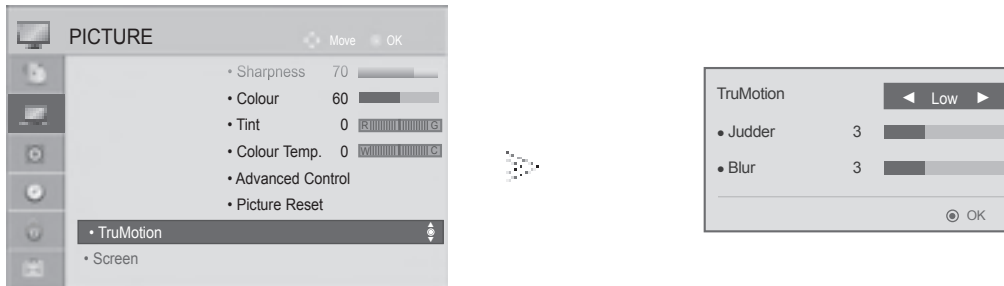 PICTURE
Move OK
• Sharpness 70
• Colour 60
• Tint 0 R G
• Colour Temp. 0 W C
• Advanced Control
• Picture Reset
• TruMotion
• Screen
TruMotion ◄ Low ►
● Judder 3
● Blur 3
OK